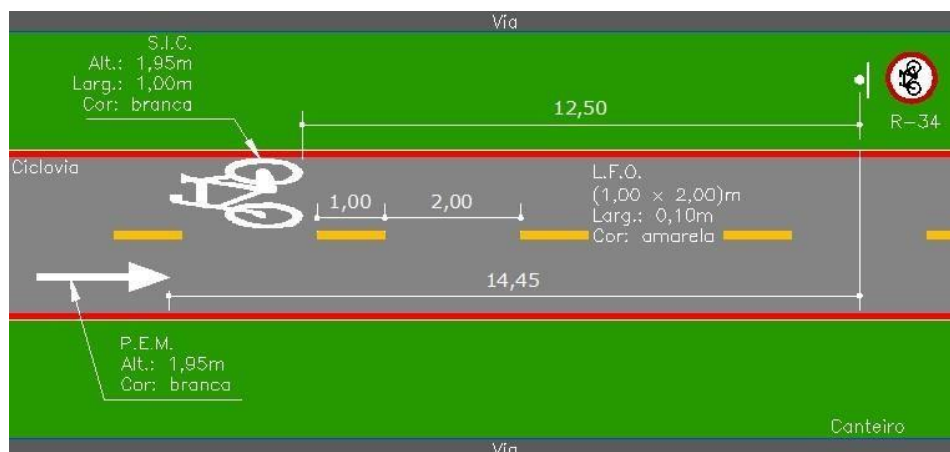 Via
S.I.C.
Alt.: 1,95m
Larg.: 1,00m
Cor: branca
12,50
R-34
Ciclovia
L.F.O.
(1,00 × 2,00)m
Larg.: 0,10m
Cor: amarela
1,00
2,00
14,45
P.E.M.
Alt.: 1,95m
Cor: branca
Canteiro
Via